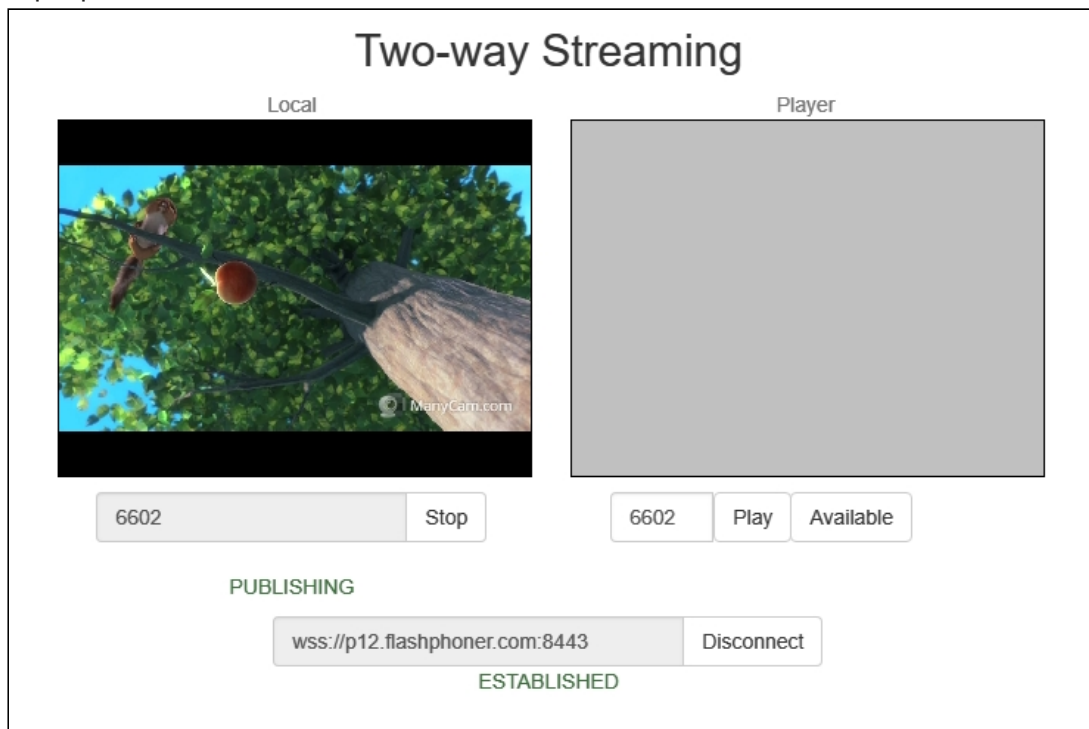 Two-way Streaming
Local
Player
ManyCam.com
6602
Stop
6602
Play
Available
PUBLISHING
wss://p12.flashphoner.com:8443
Disconnect
ESTABLISHED